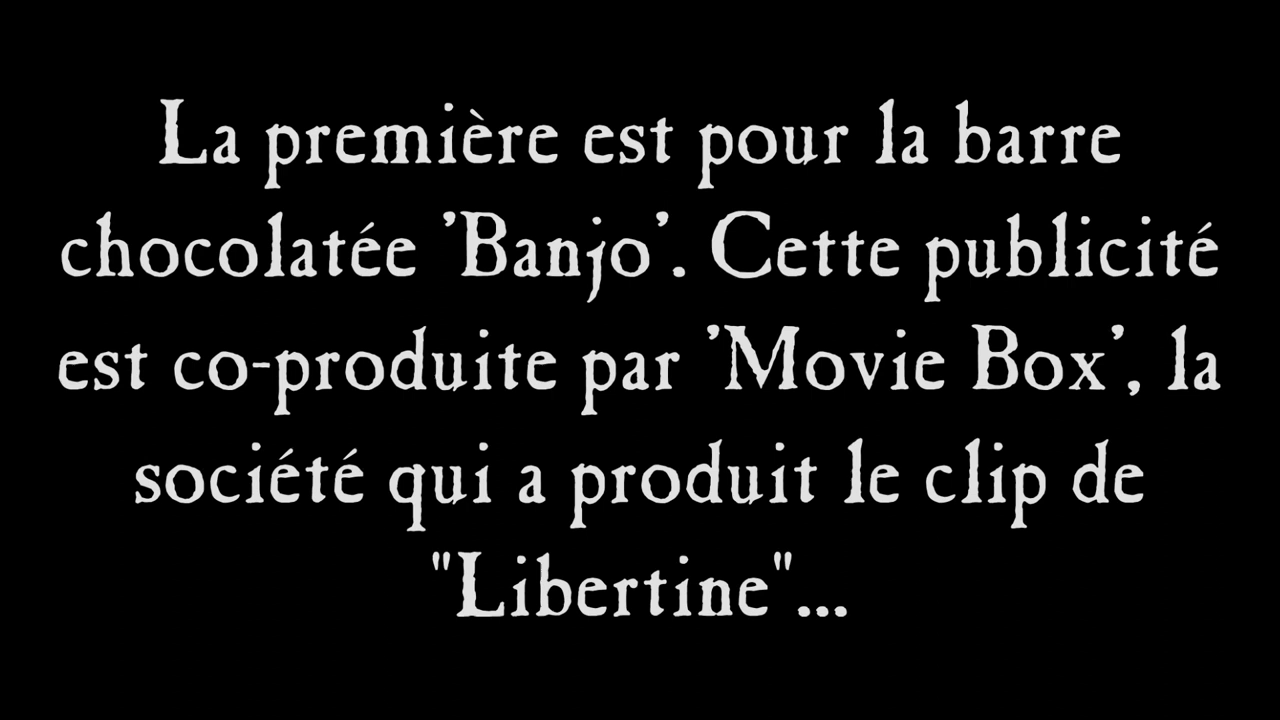 La première est pour la barre
chocolatée 'Banjo'. Cette publicité
est co-produite par 'Movie Box', la
société qui a produit le clip de
"Libertine"...